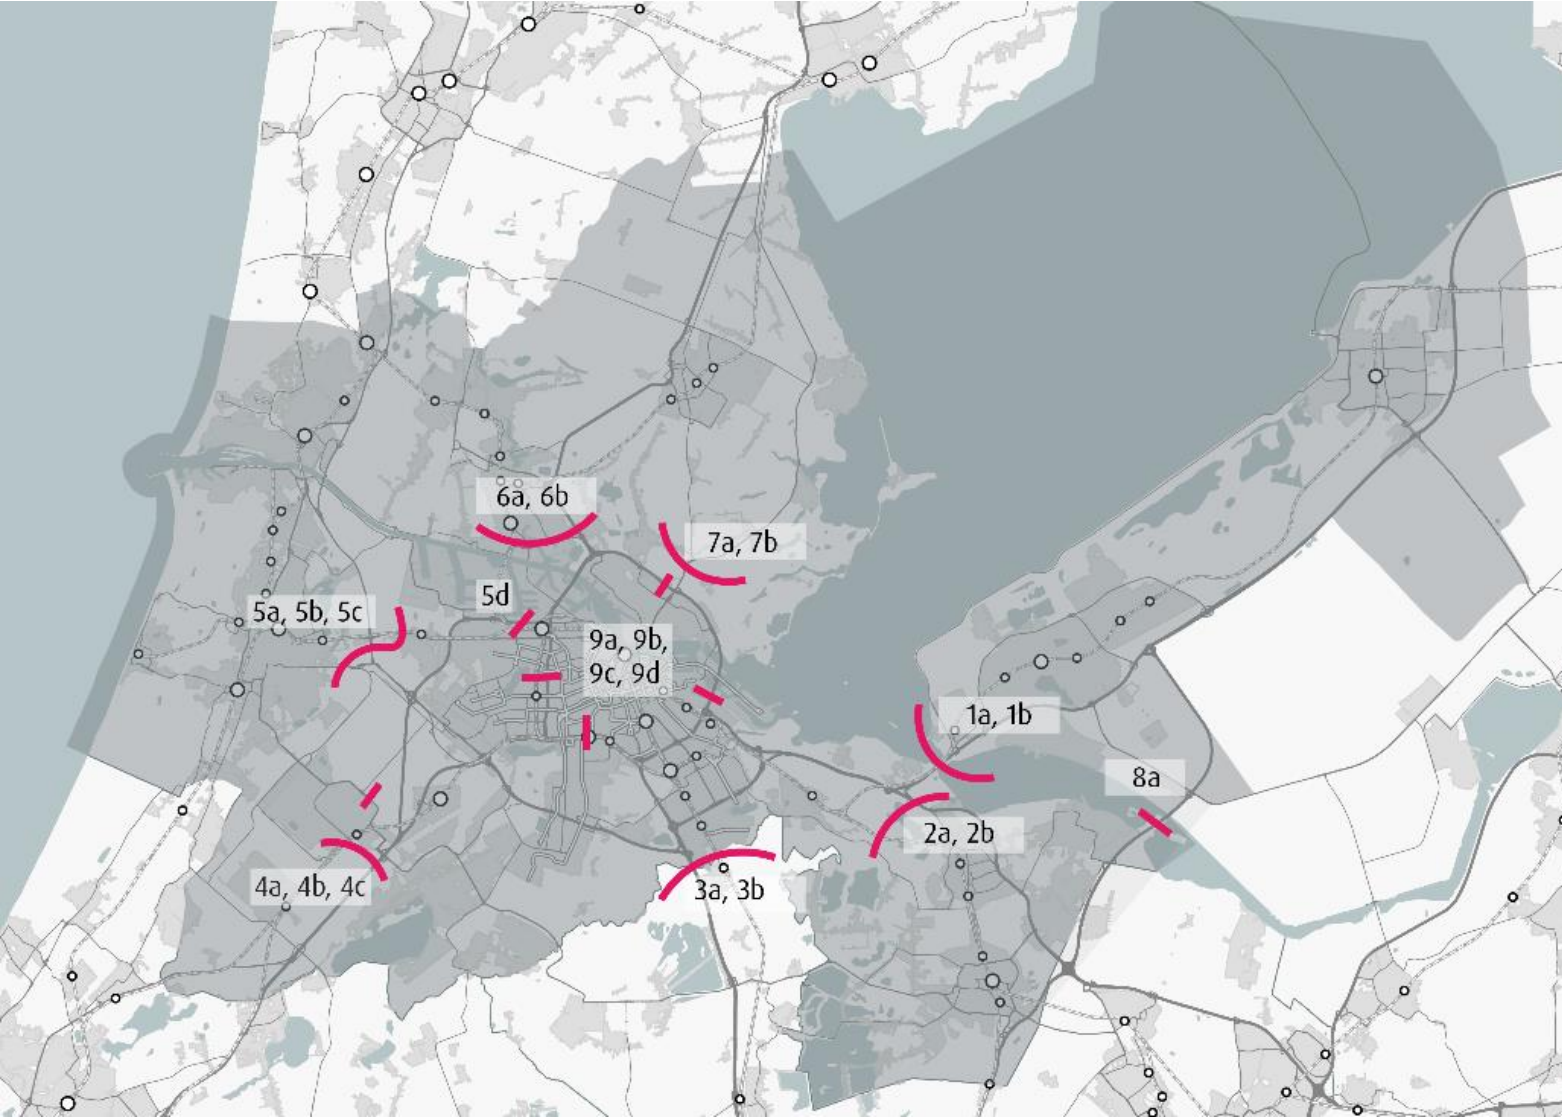 6a, 6b
7a, 7b
5d
5a, 5b, 5c
9a, 9b,
9c, 9d
1a, 1b
8a
2a, 2b
4a, 4b, 4c
3a, 3b